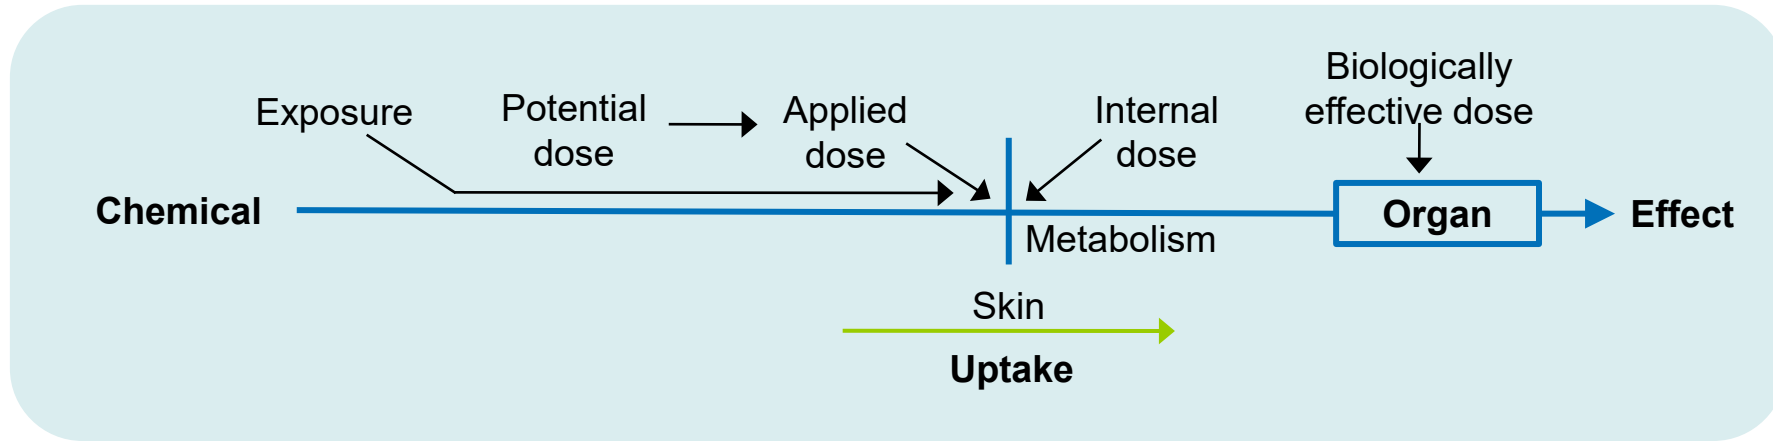 Exposure
Potential
dose
Applied
dose
Internal
dose
Biologically
effective dose
Chemical
Organ
Effect
Metabolism
Skin
Uptake